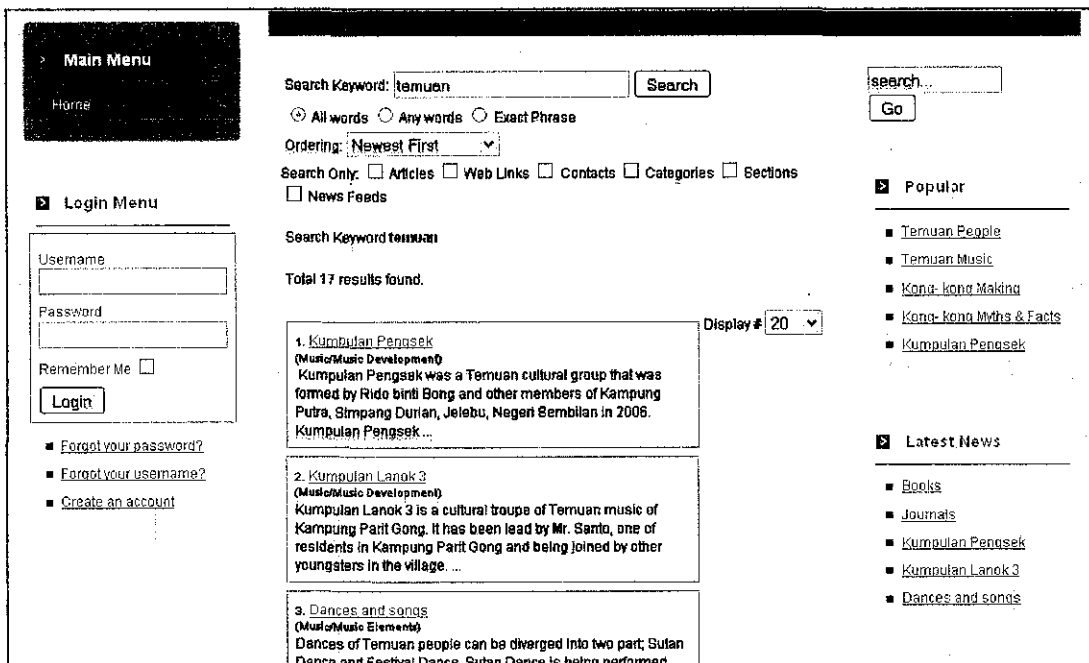 Main Menu
Home
Login Menu
Username
Password
Remember Me
Login
Forgot your password?
Forgot your username?
Create an account
Search Keyword: temuan Search
All words Any words Exact Phrase
Ordering: Newest First
Search Only: Articles Web Links Contacts Categories Sections
News Feeds
Search Keyword temuan
Total 17 results found.
Display # 20
1. Kumpulan Pengsek
(Music/Music Development)
Kumpulan Pengsek was a Temuan cultural group that was
formed by Rido binti Bong and other members of Kampung
Putra, Simpang Durian, Jelebu, Negeri Sembilan in 2006.
Kumpulan Pengsek ...
2. Kumpulan Lanok 3
(Music/Music Development)
Kumpulan Lanok 3 is a cultural troupe of Temuan music of
Kampung Parit Gong. It has been lead by Mr. Santo, one of
residents in Kampung Parit Gong and being joined by other
youngsters in the village. ...
3. Dances and songs
(Music/Music Elements)
Dances of Temuan people can be diverged into two part; Sutan
Dance and Festival Dance. Sutan Dance is being performed
search...
Go
Popular
Temuan People
Temuan Music
Kong- kong Making
Kong- kong Myths & Facts
Kumpulan Pengsek
Latest News
Books
Journals
Kumpulan Pengsek
Kumpulan Lanok 3
Dances and songs